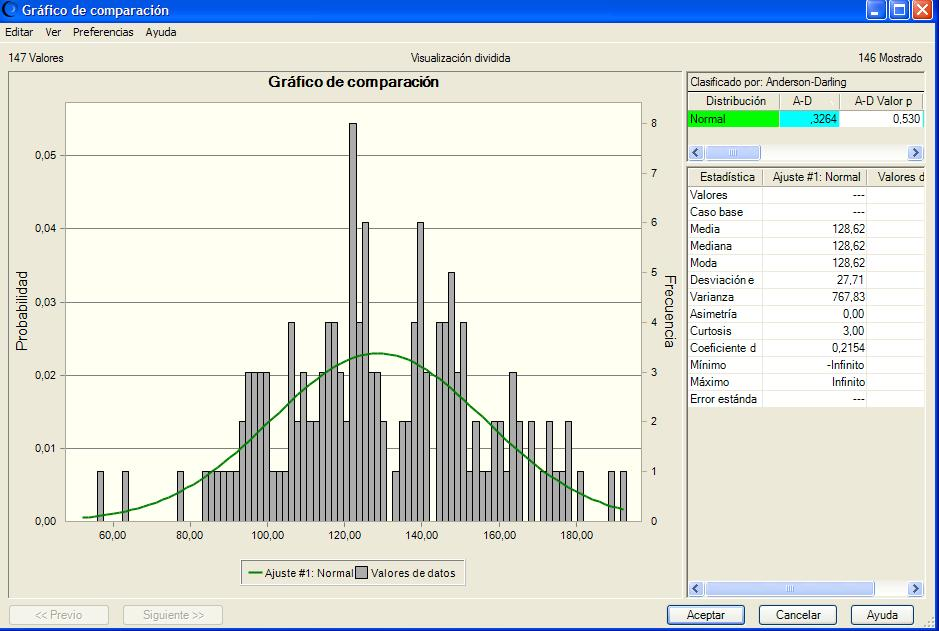 Gráfico de comparación
Editar Ver Preferencias Ayuda
147 Valores Visualización dividida 146 Mostrado
Gráfico de comparación
Probabilidad
0,05
0,04
0,03
0,02
0,01
0,00
8
7
6
5
4
3
2
1
0
Frecuencia
60,00 80,00 100,00 120,00 140,00 160,00 180,00
Ajuste #1: Normal Valores de datos
Clasificado por: Anderson-Darling
Distribución A-D A-D Valor p
Normal ,3264 0,530
Estadística Ajuste #1: Normal Valores d
Valores ---
Caso base ---
Media 128,62
Mediana 128,62
Moda 128,62
Desviación e 27,71
Varianza 767,83
Asimetría 0,00
Curtosis 3,00
Coeficiente d 0,2154
Mínimo -Infinito
Máximo Infinito
Error estánda ---
<< Previo Siguiente >> Aceptar Cancelar Ayuda